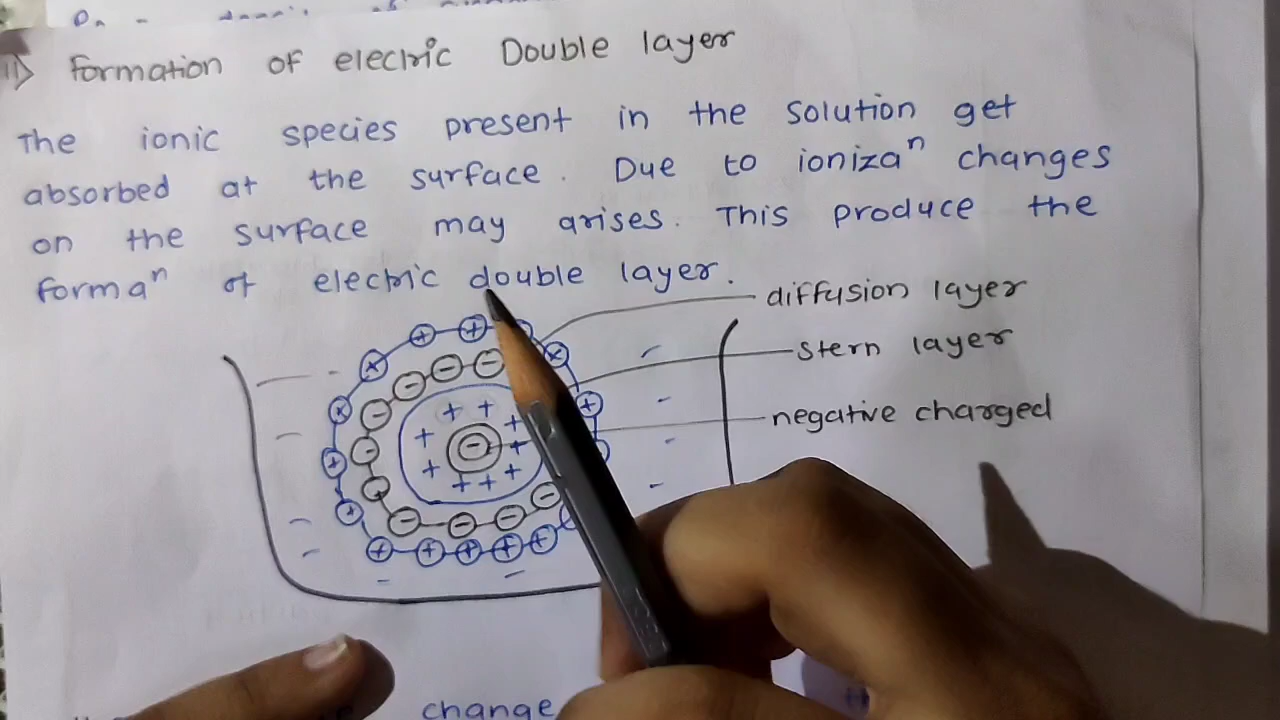 11) Formation of electric Double layer
The ionic species present in the solution get
absorbed at the surface. Due to ionizaⁿ changes
on the surface may arises. This produce the
formaⁿ of electric double layer.
diffusion layer
stern layer
negative charged
change